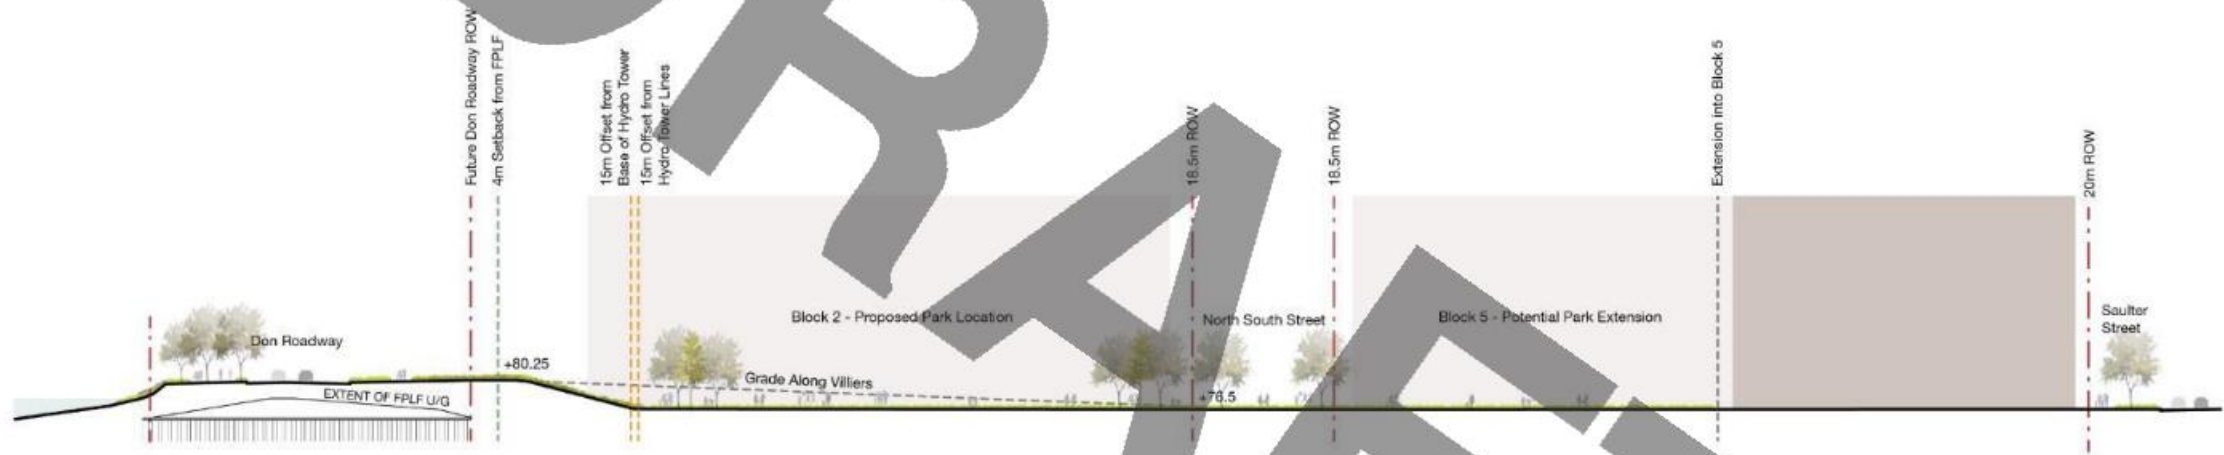 Future Don Roadway ROW
4m Setback from FPLF
15m Offset from
Base of Hydro Tower
15m Offset from
Hydro Tower Lines
18.5m ROW
18.5m ROW
Extension into Block 5
20m ROW
Don Roadway
Block 2 - Proposed Park Location
North South Street
Block 5 - Potential Park Extension
Saulter
Street
+80.25
Grade Along Villiers
EXTENT OF FPLF U/G
+76.5
DRAFT